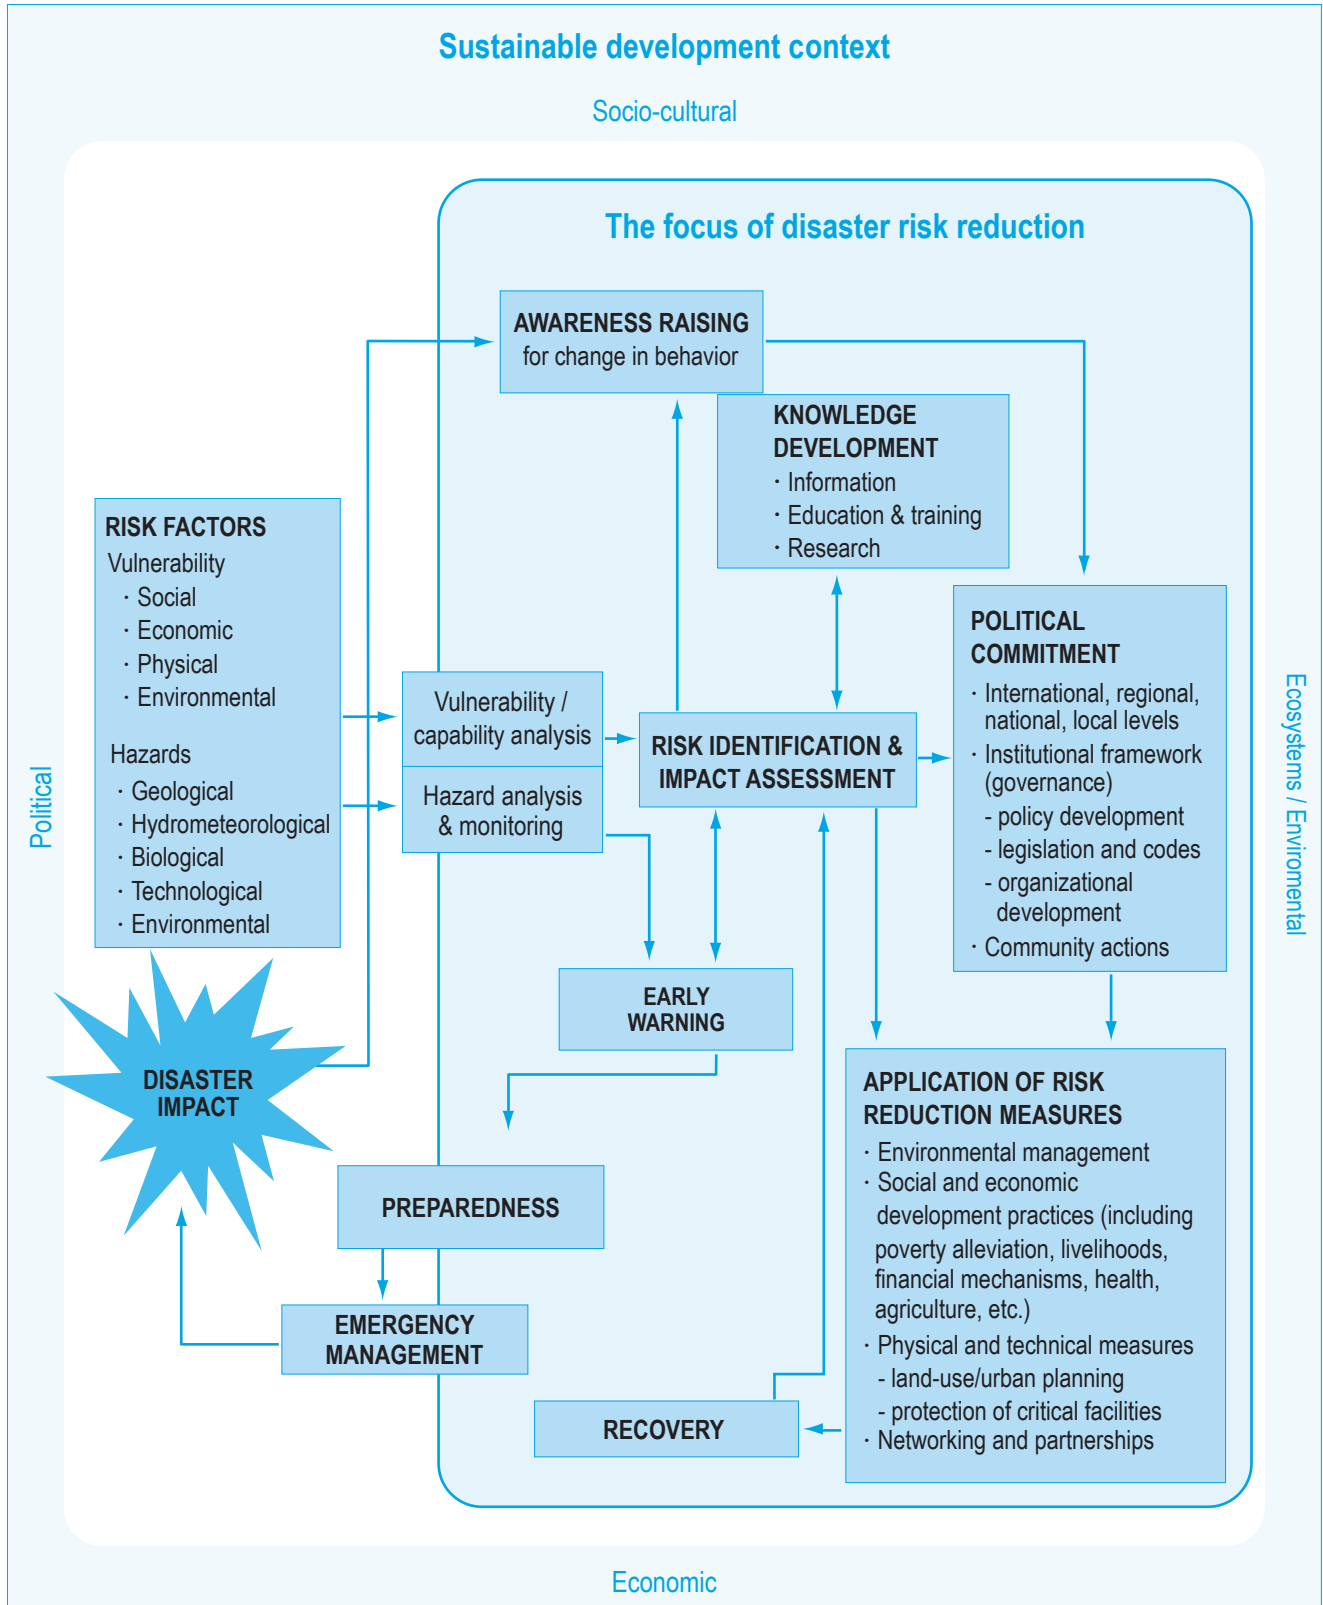 Sustainable development context
Socio-cultural
The focus of disaster risk reduction
AWARENESS RAISING
for change in behavior
KNOWLEDGE
DEVELOPMENT
· Information
· Education & training
· Research
RISK FACTORS
Vulnerability
· Social
· Economic
· Physical
· Environmental
Hazards
· Geological
· Hydrometeorological
· Biological
· Technological
· Environmental
Vulnerability /
capability analysis
Hazard analysis
& monitoring
RISK IDENTIFICATION &
IMPACT ASSESSMENT
POLITICAL
COMMITMENT
· International, regional,
national, local levels
· Institutional framework
(governance)
- policy development
- legislation and codes
- organizational
development
· Community actions
Political
Ecosystems / Enviromental
EARLY
WARNING
DISASTER
IMPACT
APPLICATION OF RISK
REDUCTION MEASURES
· Environmental management
· Social and economic
development practices (including
poverty alleviation, livelihoods,
financial mechanisms, health,
agriculture, etc.)
· Physical and technical measures
- land-use/urban planning
- protection of critical facilities
· Networking and partnerships
PREPAREDNESS
EMERGENCY
MANAGEMENT
RECOVERY
Economic